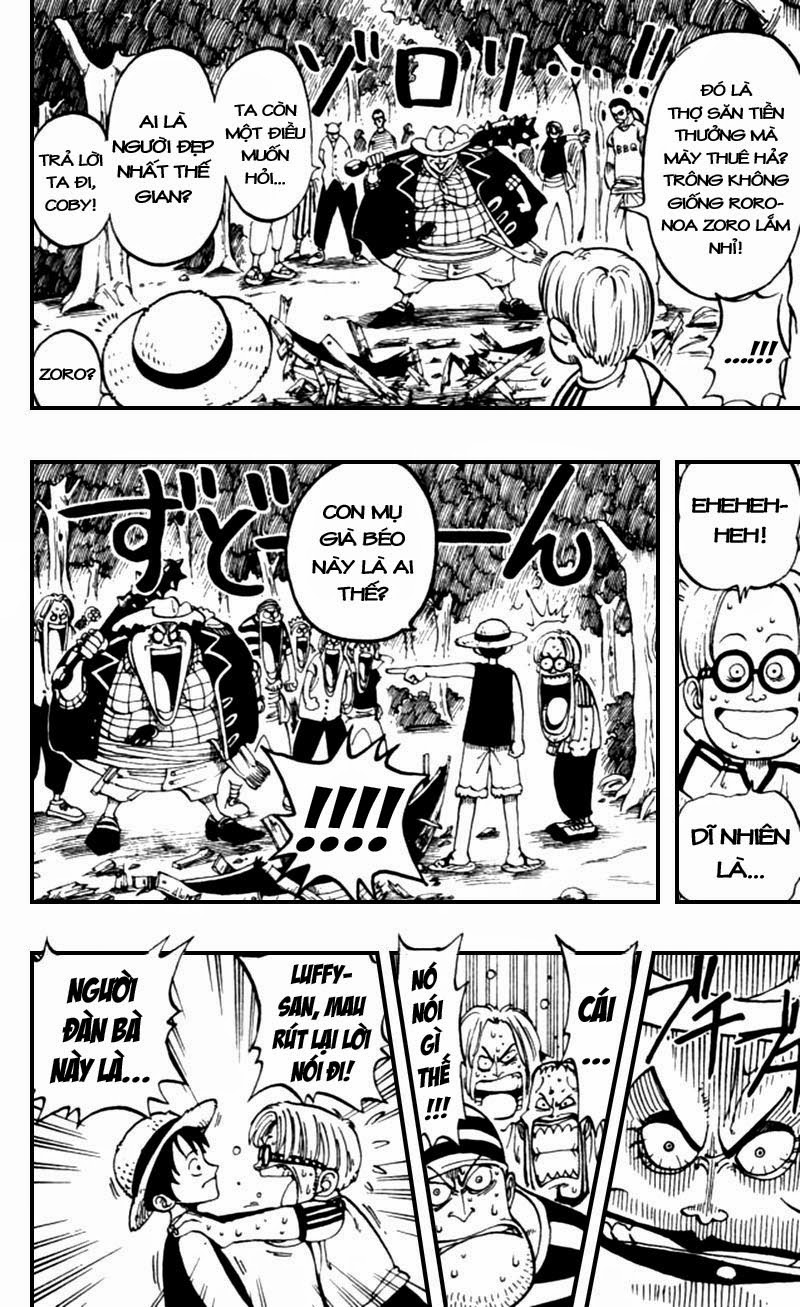 ゾロリ…!!
ĐÓ LÀ
THỢ SĂN TIỀN
THƯỞNG MÀ
MÀY THUÊ HẢ?
TRÔNG KHÔNG
GIỐNG RORO-
NOA ZORO LẮM
NHỈ!
BBQ
......!!!
TA CÒN
MỘT ĐIỀU
MUỐN
HỎI...
AI LÀ
NGƯỜI ĐẸP
NHẤT THẾ
GIAN?
TRẢ LỜI
TA ĐI,
COBY!
ZORO?
EHEHEH-
HEH!
DĨ NHIÊN
LÀ...
ずどーーん
CON MỤ
GIÀ BÉO
NÀY LÀ AI
THẾ?
!!!!
CÁI
...
NÓ
NÓI
GÌ
THẾ
!!!
LUFFY-
SAN, MAU
RÚT LẠI LỜI
NÓI ĐI!
NGƯỜI
ĐÀN BÀ
NÀY LÀ...